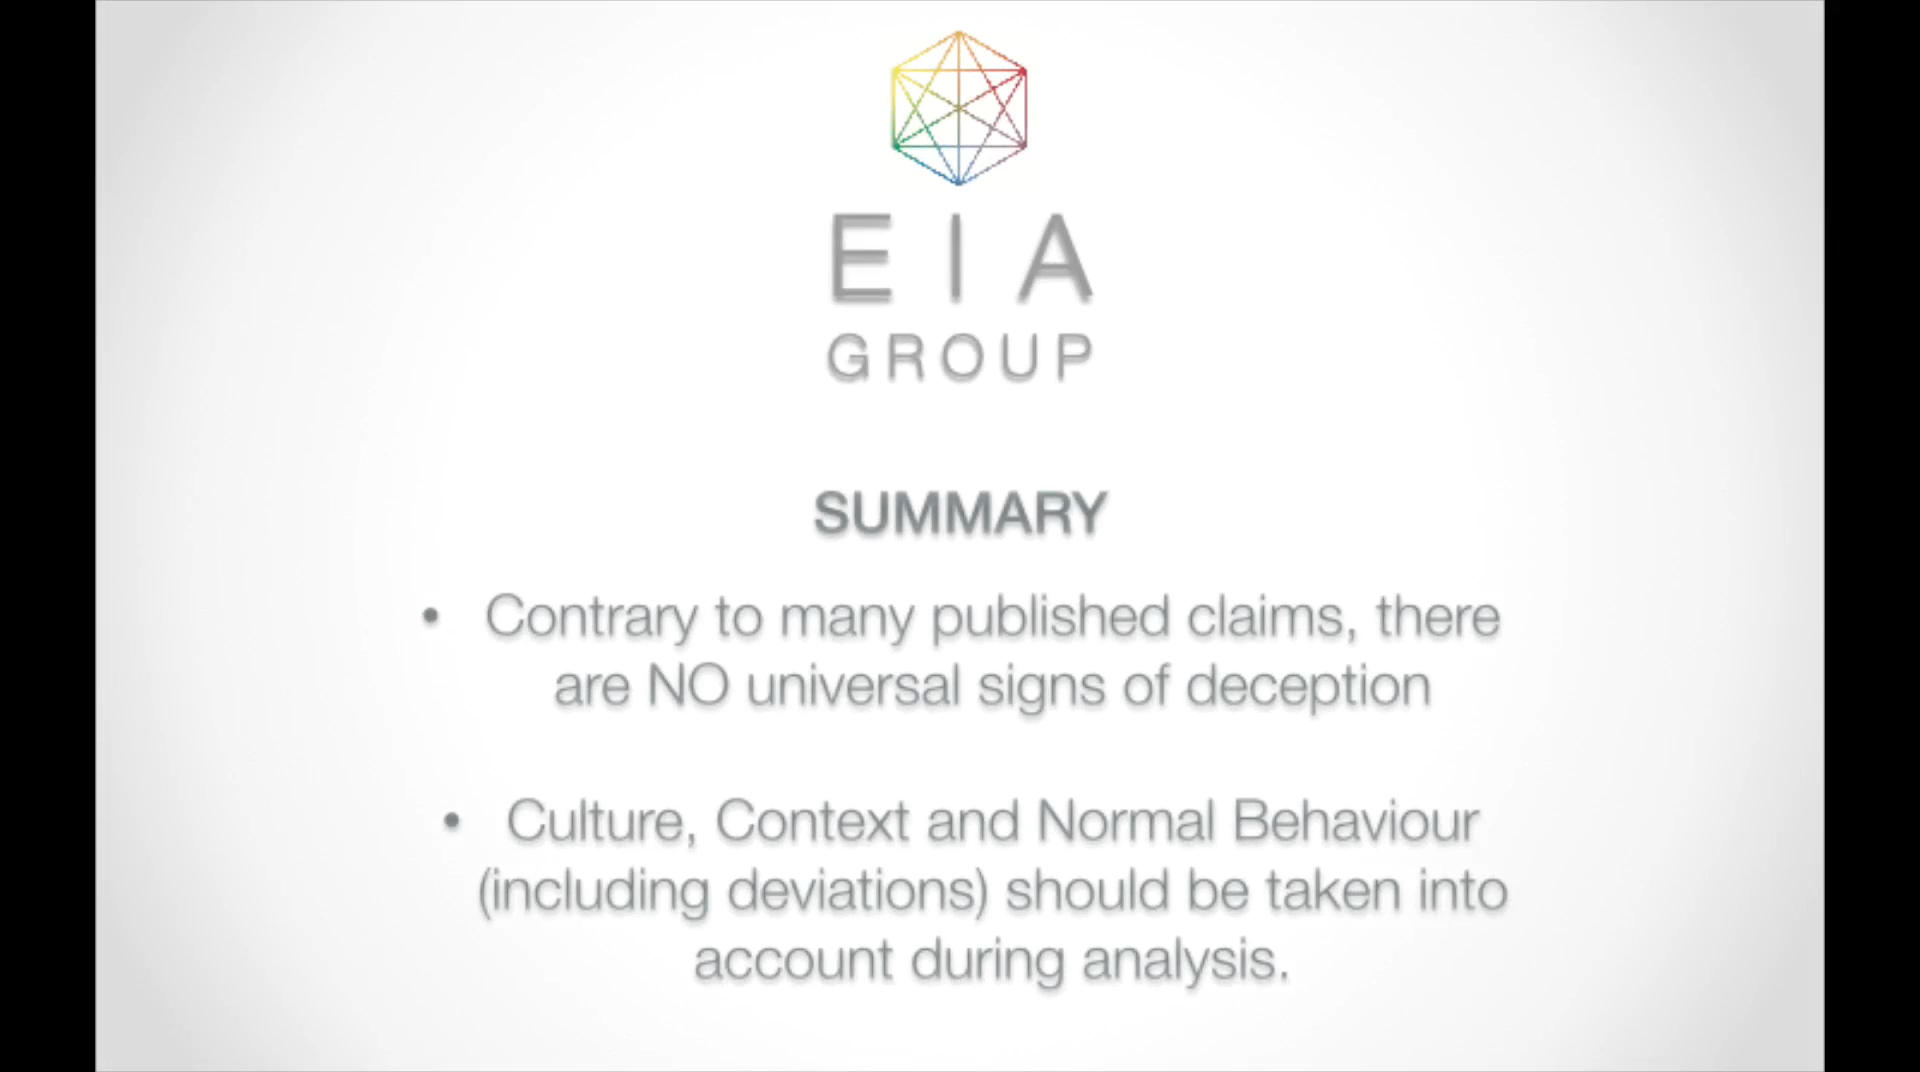 E I A
GROUP
SUMMARY
• Contrary to many published claims, there
are NO universal signs of deception
• Culture, Context and Normal Behaviour
(including deviations) should be taken into
account during analysis.